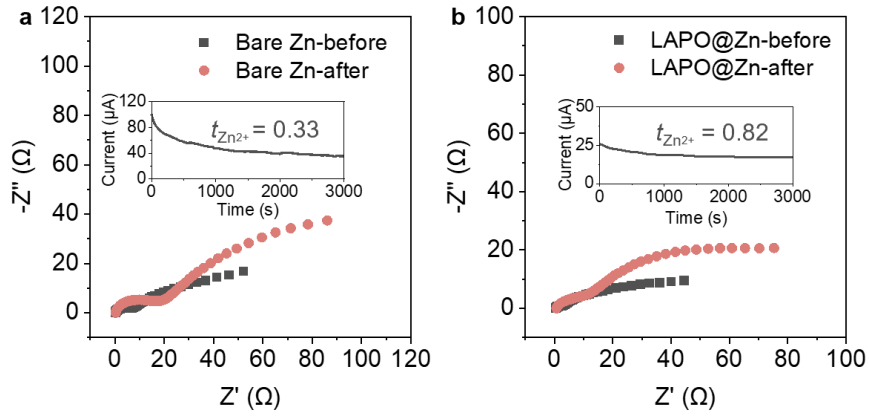 a
120
100
80
60
40
20
0
-Z″ (Ω)
Bare Zn-before
Bare Zn-after
120
80
40
0
Current (μA)
tZn²⁺ = 0.33
0 1000 2000 3000
Time (s)
0 20 40 60 80 100 120
Z′ (Ω)
b
100
80
60
40
20
0
-Z″ (Ω)
LAPO@Zn-before
LAPO@Zn-after
50
25
0
Current (μA)
tZn²⁺ = 0.82
0 1000 2000 3000
Time (s)
0 20 40 60 80 100
Z′ (Ω)